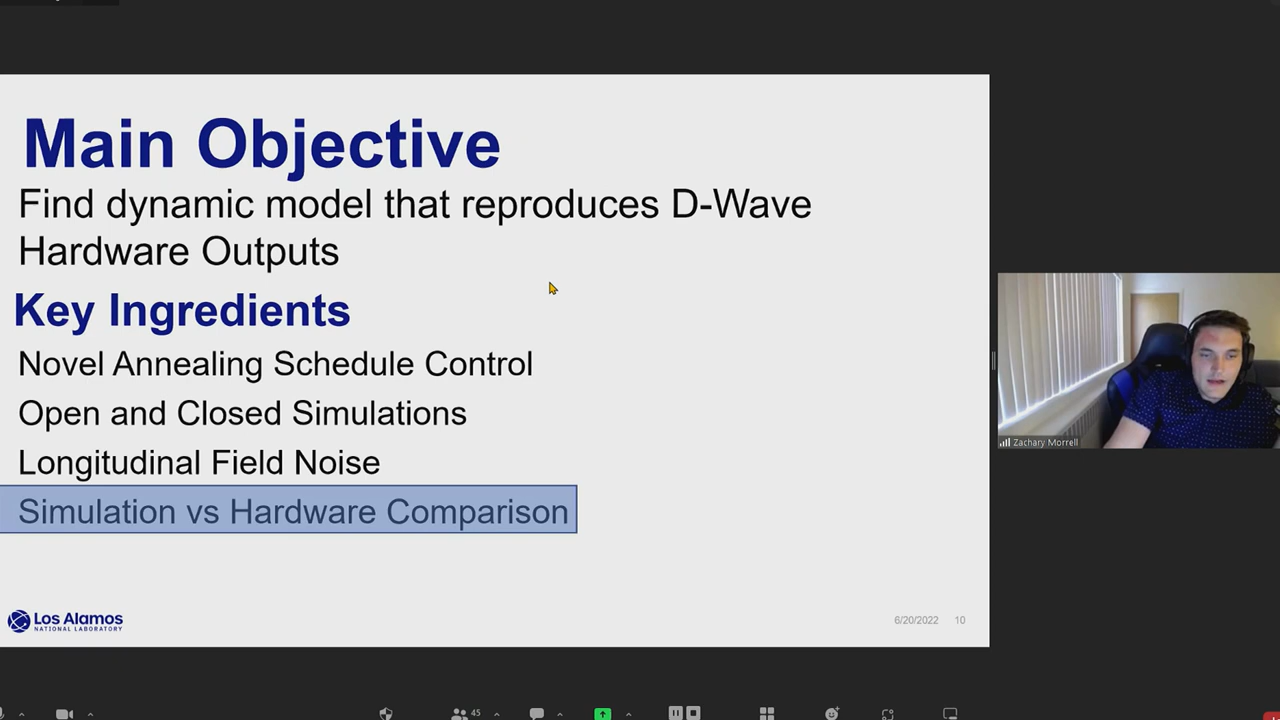 Main Objective
Find dynamic model that reproduces D-Wave
Hardware Outputs
Key Ingredients
Novel Annealing Schedule Control
Open and Closed Simulations
Longitudinal Field Noise
Simulation vs Hardware Comparison
Los Alamos
NATIONAL LABORATORY
6/20/2022 10
Zachary Morrell
45